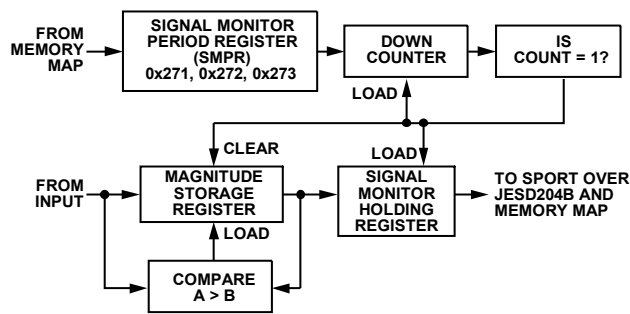 FROM
MEMORY
MAP
SIGNAL MONITOR
PERIOD REGISTER
(SMPR)
0x271, 0x272, 0x273
DOWN
COUNTER
IS
COUNT = 1?
LOAD
CLEAR
LOAD
FROM
INPUT
MAGNITUDE
STORAGE
REGISTER
SIGNAL
MONITOR
HOLDING
REGISTER
TO SPORT OVER
JESD204B AND
MEMORY MAP
LOAD
COMPARE
A > B